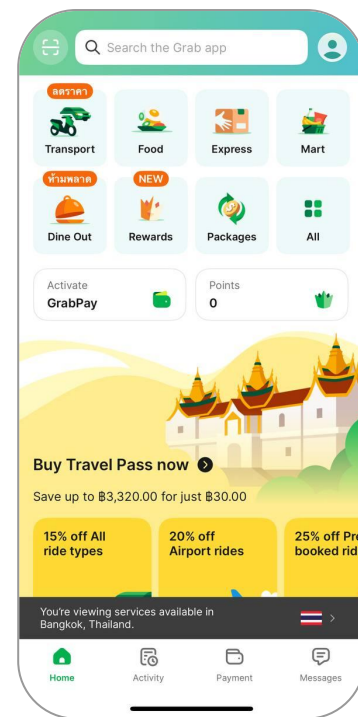 Search the Grab app
ลดราคา
Transport
Food
Express
Mart
ห้ามพลาด
NEW
Dine Out
Rewards
Packages
All
Activate
GrabPay
Points
0
Buy Travel Pass now
Save up to ฿3,320.00 for just ฿30.00
15% off All
ride types
20% off
Airport rides
25% off Pre
booked rid
You're viewing services available in
Bangkok, Thailand.
Home
Activity
Payment
Messages